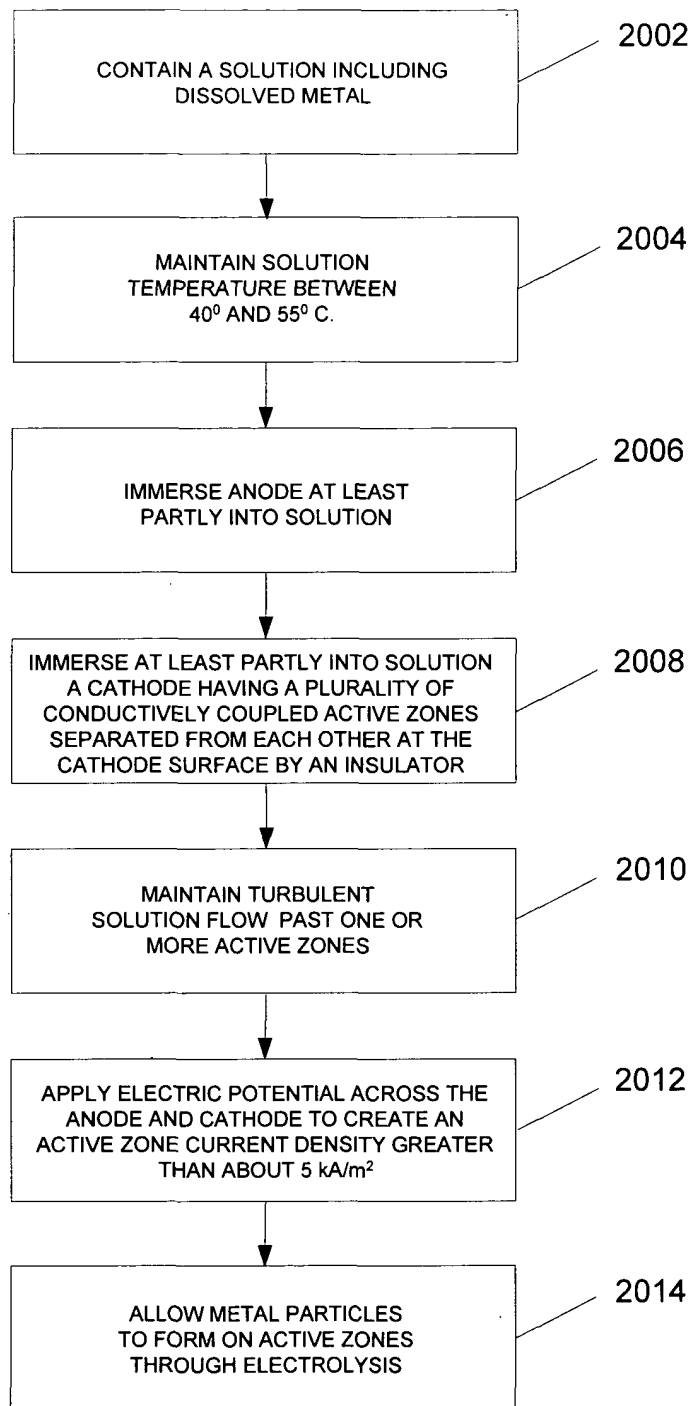 2002
CONTAIN A SOLUTION INCLUDING
DISSOLVED METAL
2004
MAINTAIN SOLUTION
TEMPERATURE BETWEEN
40⁰ AND 55⁰ C.
2006
IMMERSE ANODE AT LEAST
PARTLY INTO SOLUTION
2008
IMMERSE AT LEAST PARTLY INTO SOLUTION
A CATHODE HAVING A PLURALITY OF
CONDUCTIVELY COUPLED ACTIVE ZONES
SEPARATED FROM EACH OTHER AT THE
CATHODE SURFACE BY AN INSULATOR
2010
MAINTAIN TURBULENT
SOLUTION FLOW PAST ONE OR
MORE ACTIVE ZONES
2012
APPLY ELECTRIC POTENTIAL ACROSS THE
ANODE AND CATHODE TO CREATE AN
ACTIVE ZONE CURRENT DENSITY GREATER
THAN ABOUT 5 kA/m²
2014
ALLOW METAL PARTICLES
TO FORM ON ACTIVE ZONES
THROUGH ELECTROLYSIS